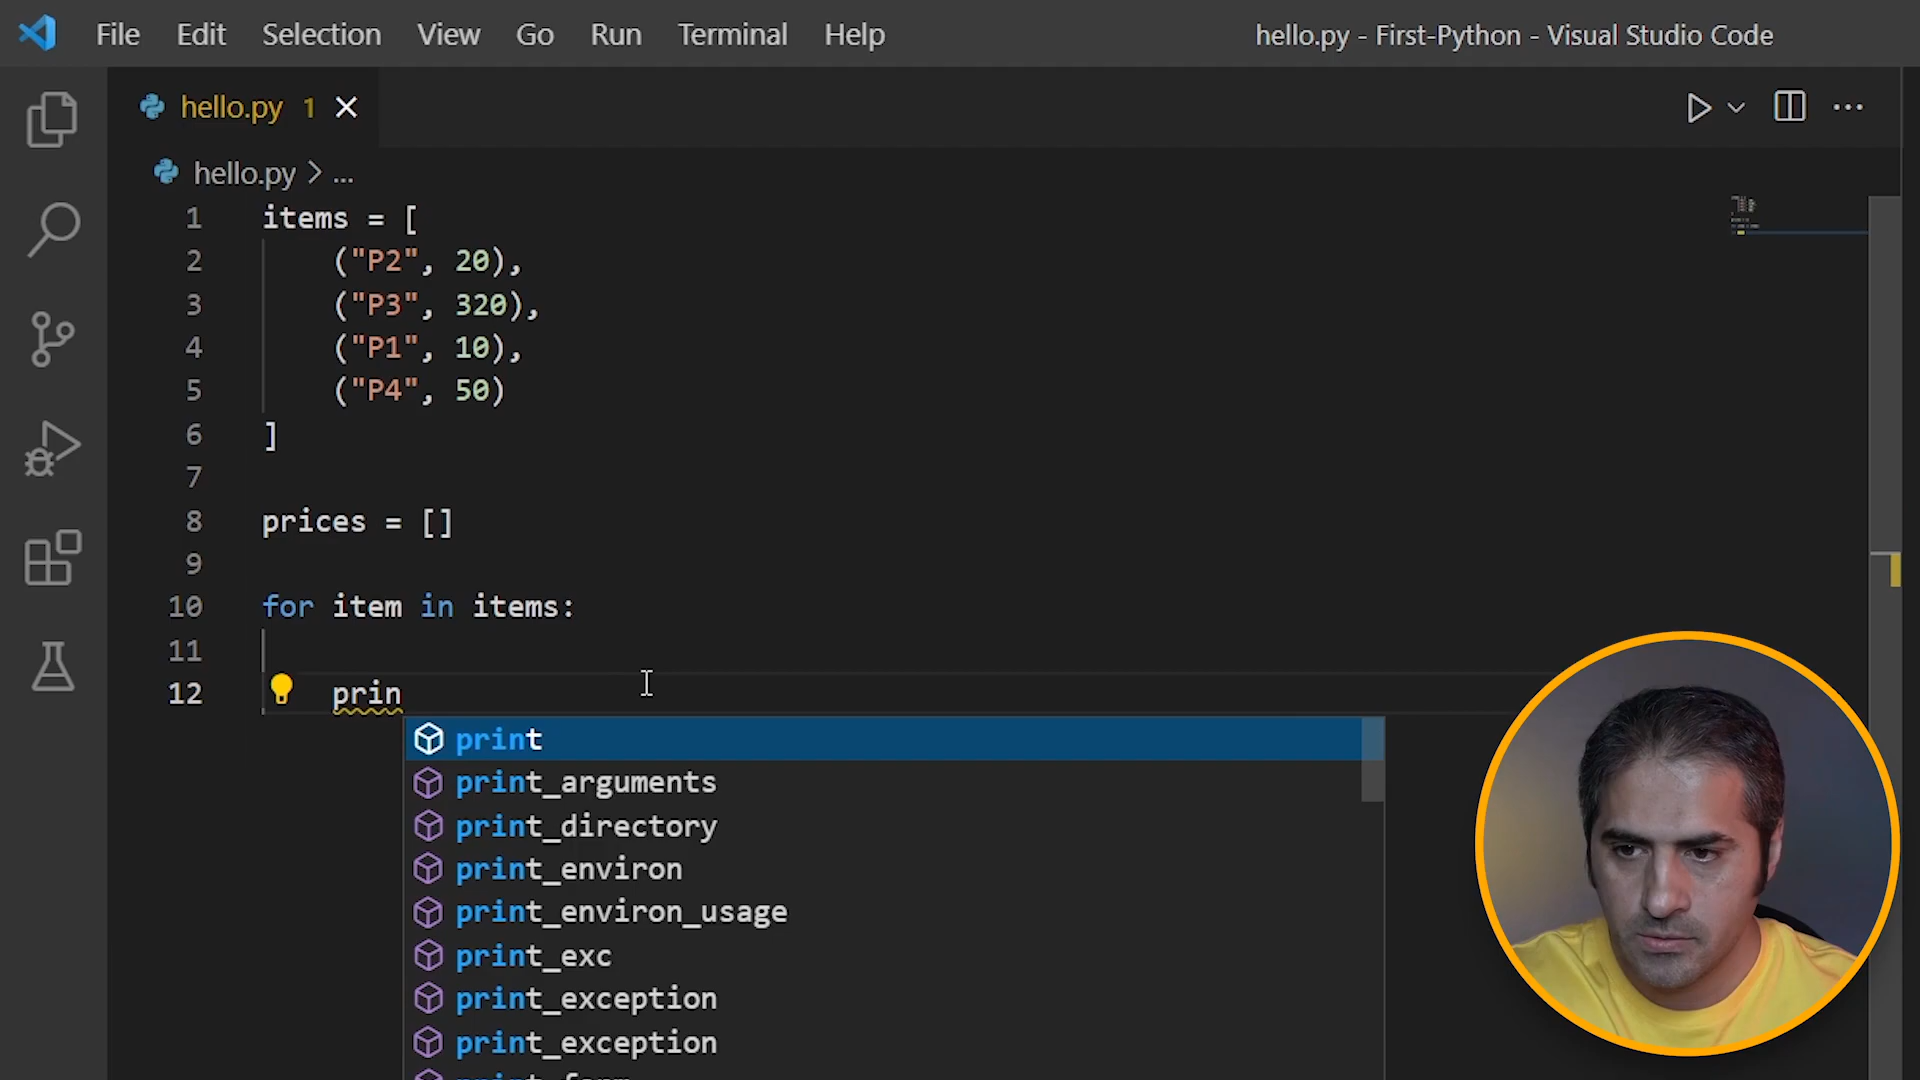 File Edit Selection View Go Run Terminal Help hello.py - First-Python - Visual Studio Code
hello.py 1
hello.py > ...
1 items = [
2 ("P2", 20),
3 ("P3", 320),
4 ("P1", 10),
5 ("P4", 50)
6 ]
7
8 prices = []
9
10 for item in items:
11
12 prin
print
print_arguments
print_directory
print_environ
print_environ_usage
print_exc
print_exception
print_exception